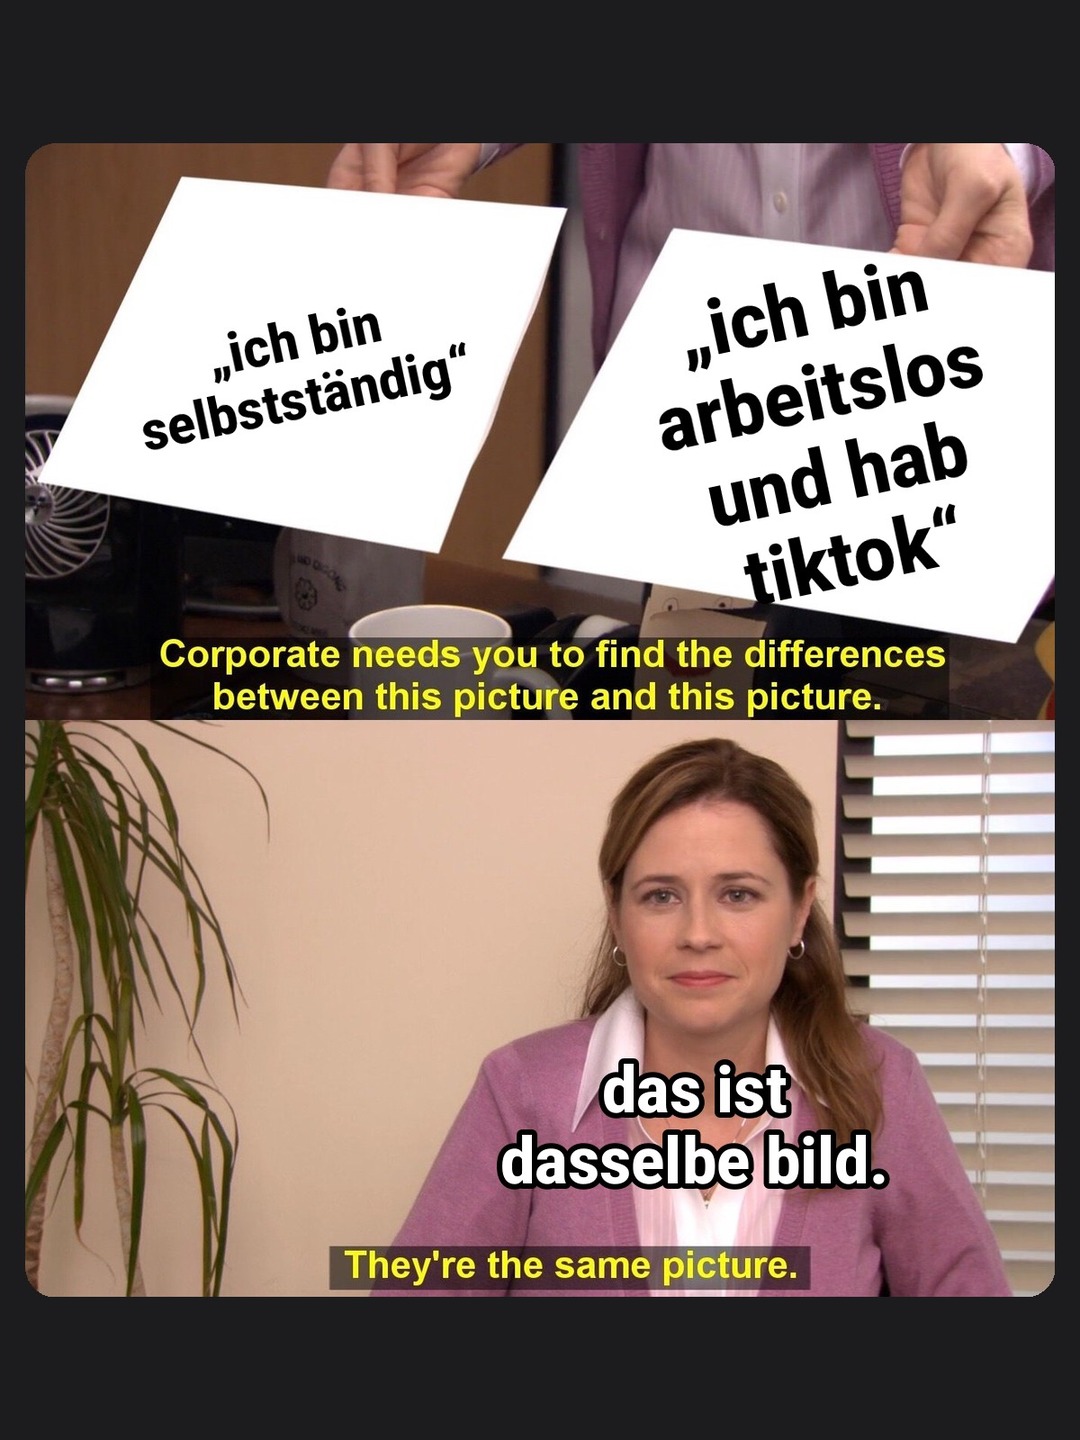 „ich bin
selbstständig“
„ich bin
arbeitslos
und hab
tiktok“
Corporate needs you to find the differences
between this picture and this picture.
das ist
dasselbe bild.
They're the same picture.